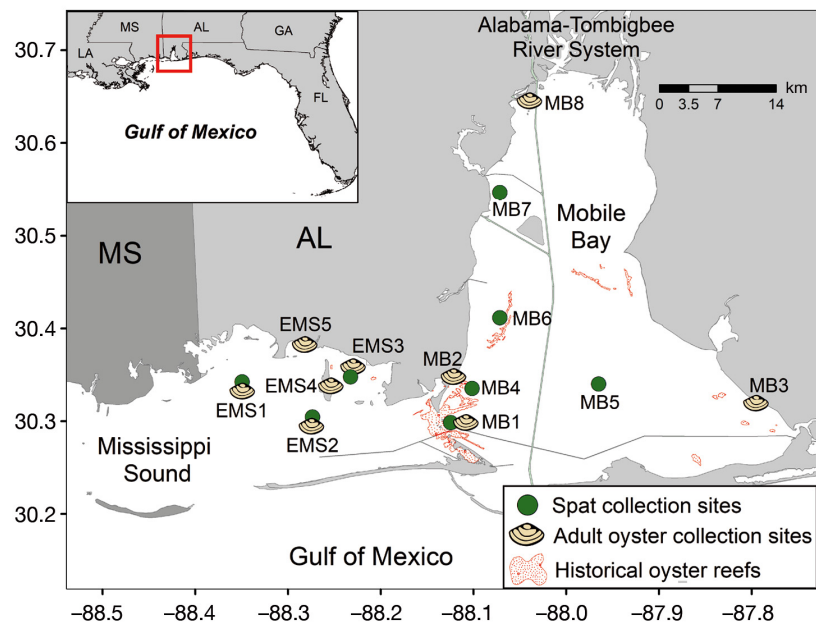 MS
AL
GA
LA
FL
Gulf of Mexico
Alabama-Tombigbee
River System
km
0 3.5 7 14
MB8
MB7
Mobile
Bay
MS
AL
MB6
EMS5
EMS3
MB2
MB4
MB5
MB3
EMS4
EMS1
MB1
EMS2
Mississippi
Sound
Gulf of Mexico
Spat collection sites
Adult oyster collection sites
Historical oyster reefs
30.7
30.6
30.5
30.4
30.3
30.2
−88.5 −88.4 −88.3 −88.2 −88.1 −88.0 −87.9 −87.8